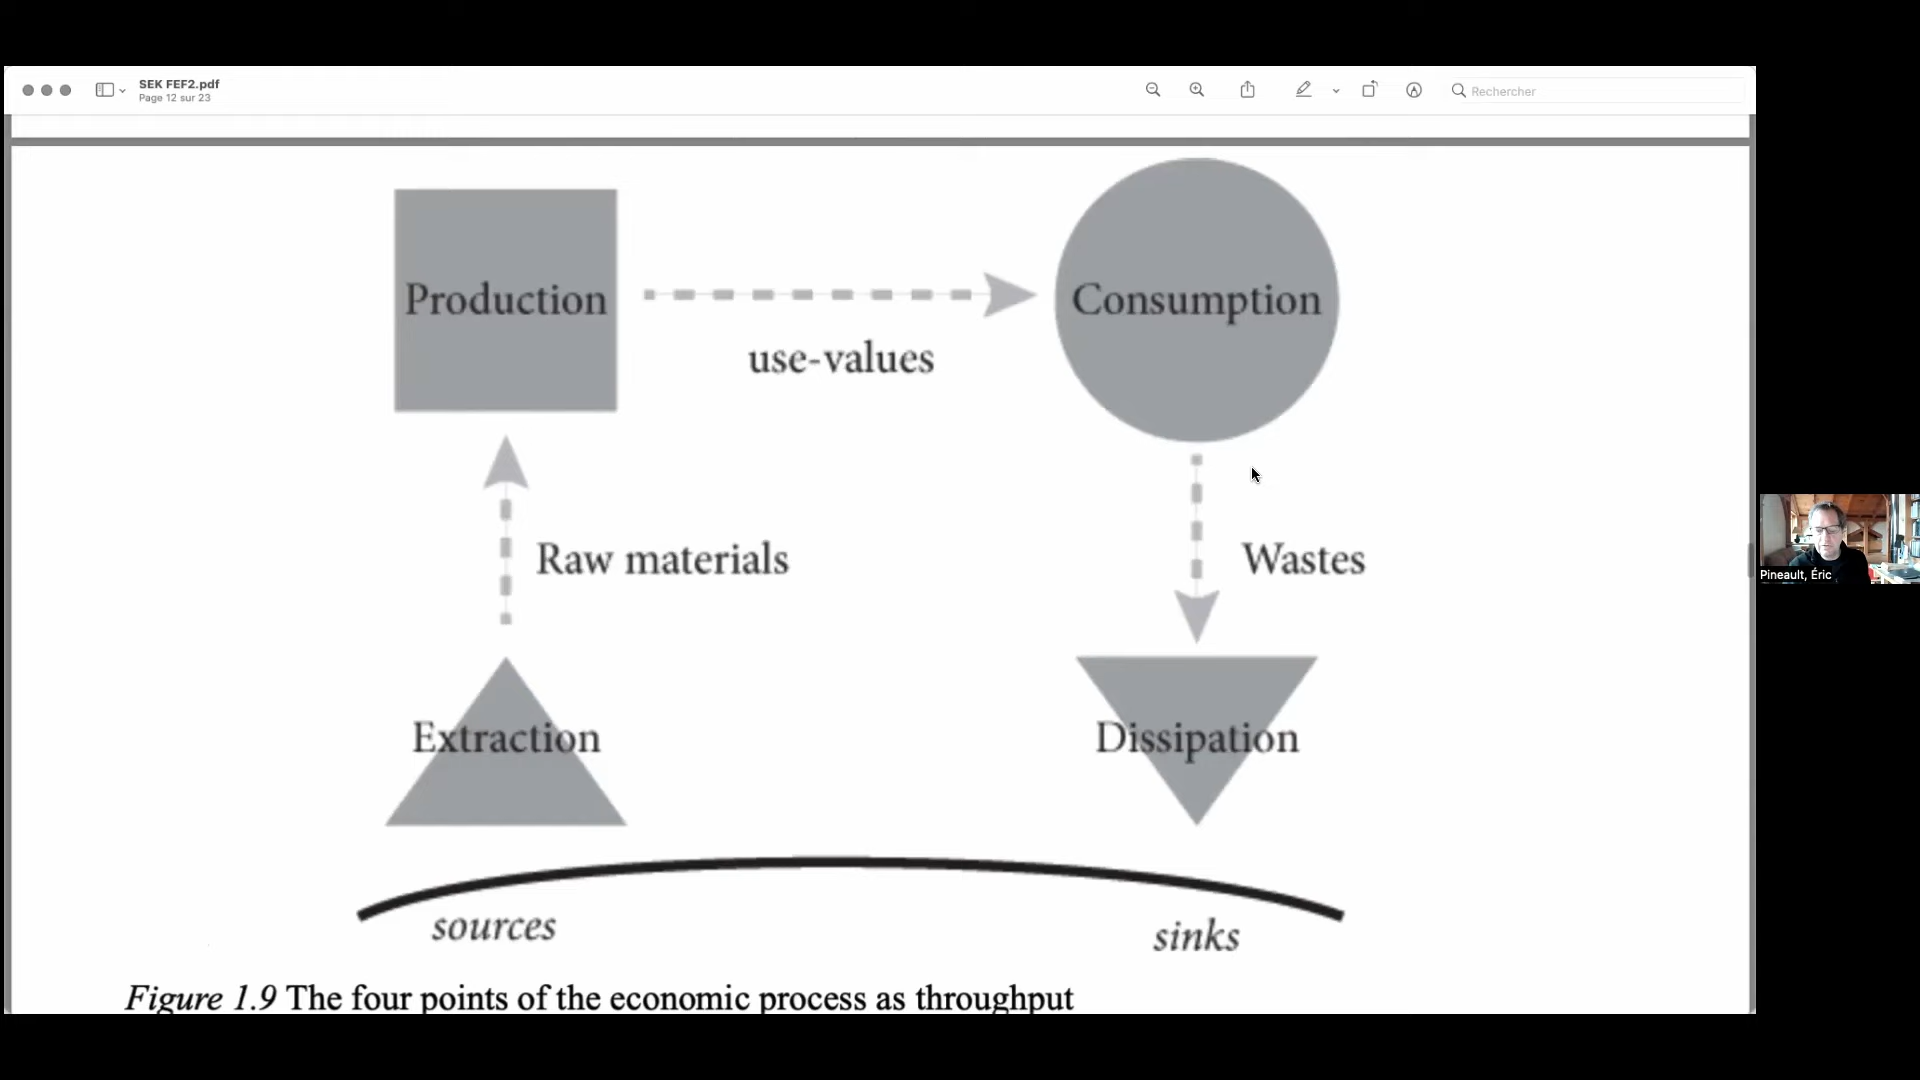 SEK FEF2.pdf
Page 12 sur 23
Rechercher
Production
Consumption
use-values
Raw materials
Wastes
Extraction
Dissipation
sources
sinks
Figure 1.9 The four points of the economic process as throughput
Pineault, Éric